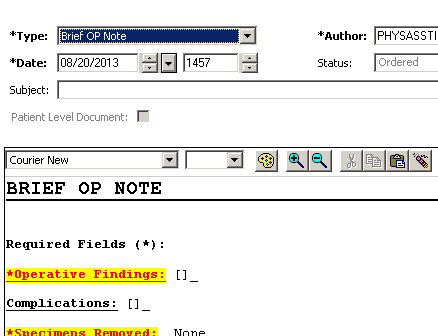 *Type: Brief OP Note *Author: PHYSASSTI
*Date: 08/20/2013 1457 Status: Ordered
Subject:
Patient Level Document:
Courier New
BRIEF OP NOTE
Required Fields (*):
*Operative Findings: []_
Complications: []_
*Specimens Removed: None